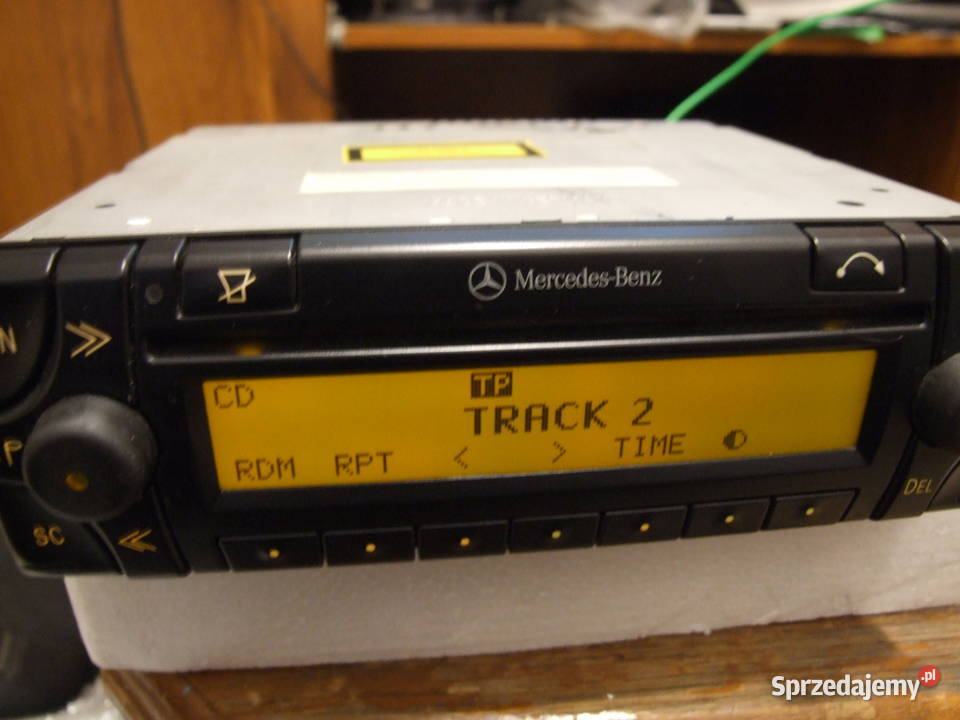 Mercedes-Benz
N
CD
TP
TRACK 2
P
RDM RPT < > TIME
SC
DEL
Sprzedajemy.pl